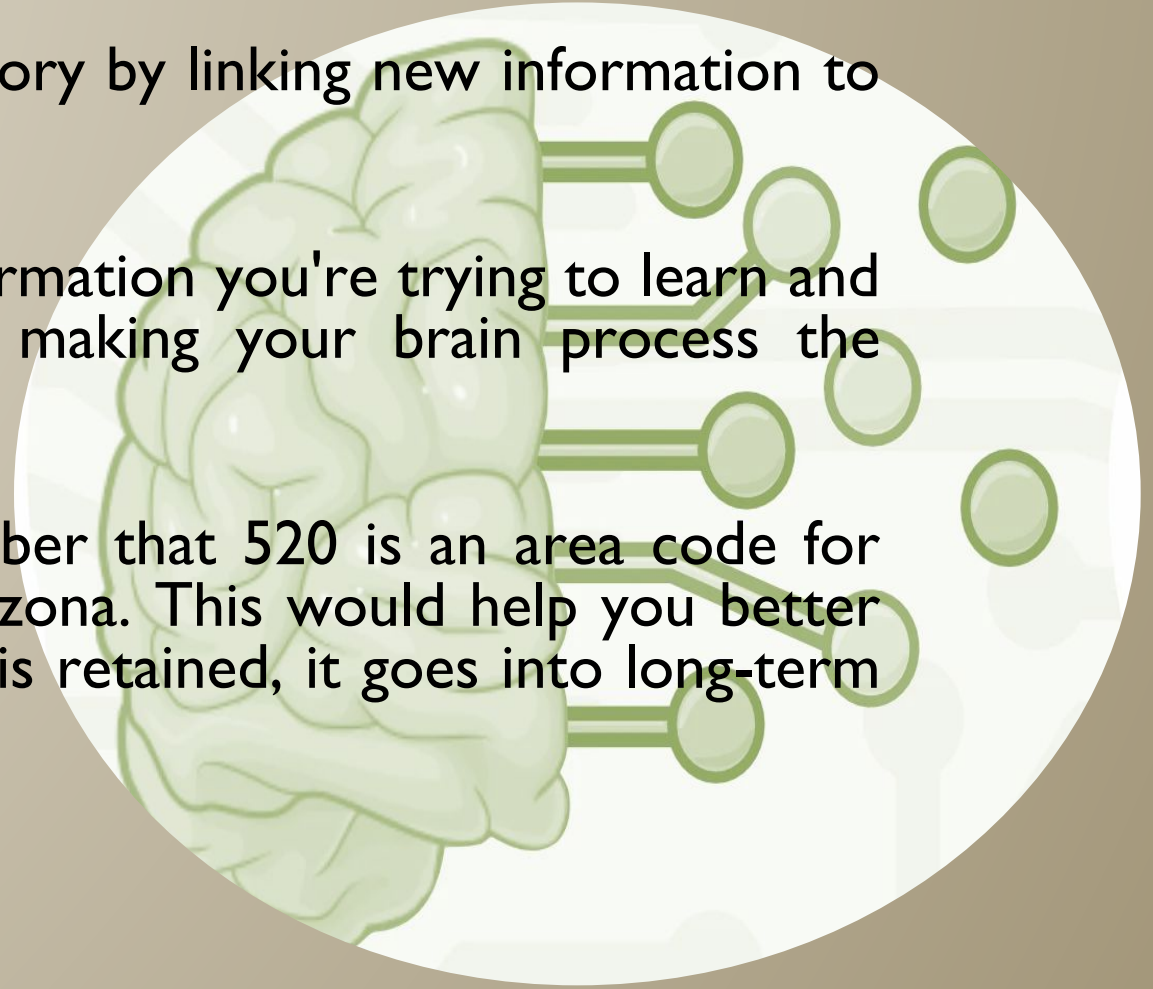 ory by linking new information to
rmation you're trying to learn and
making your brain process the
ber that 520 is an area code for
zona. This would help you better
is retained, it goes into long-term